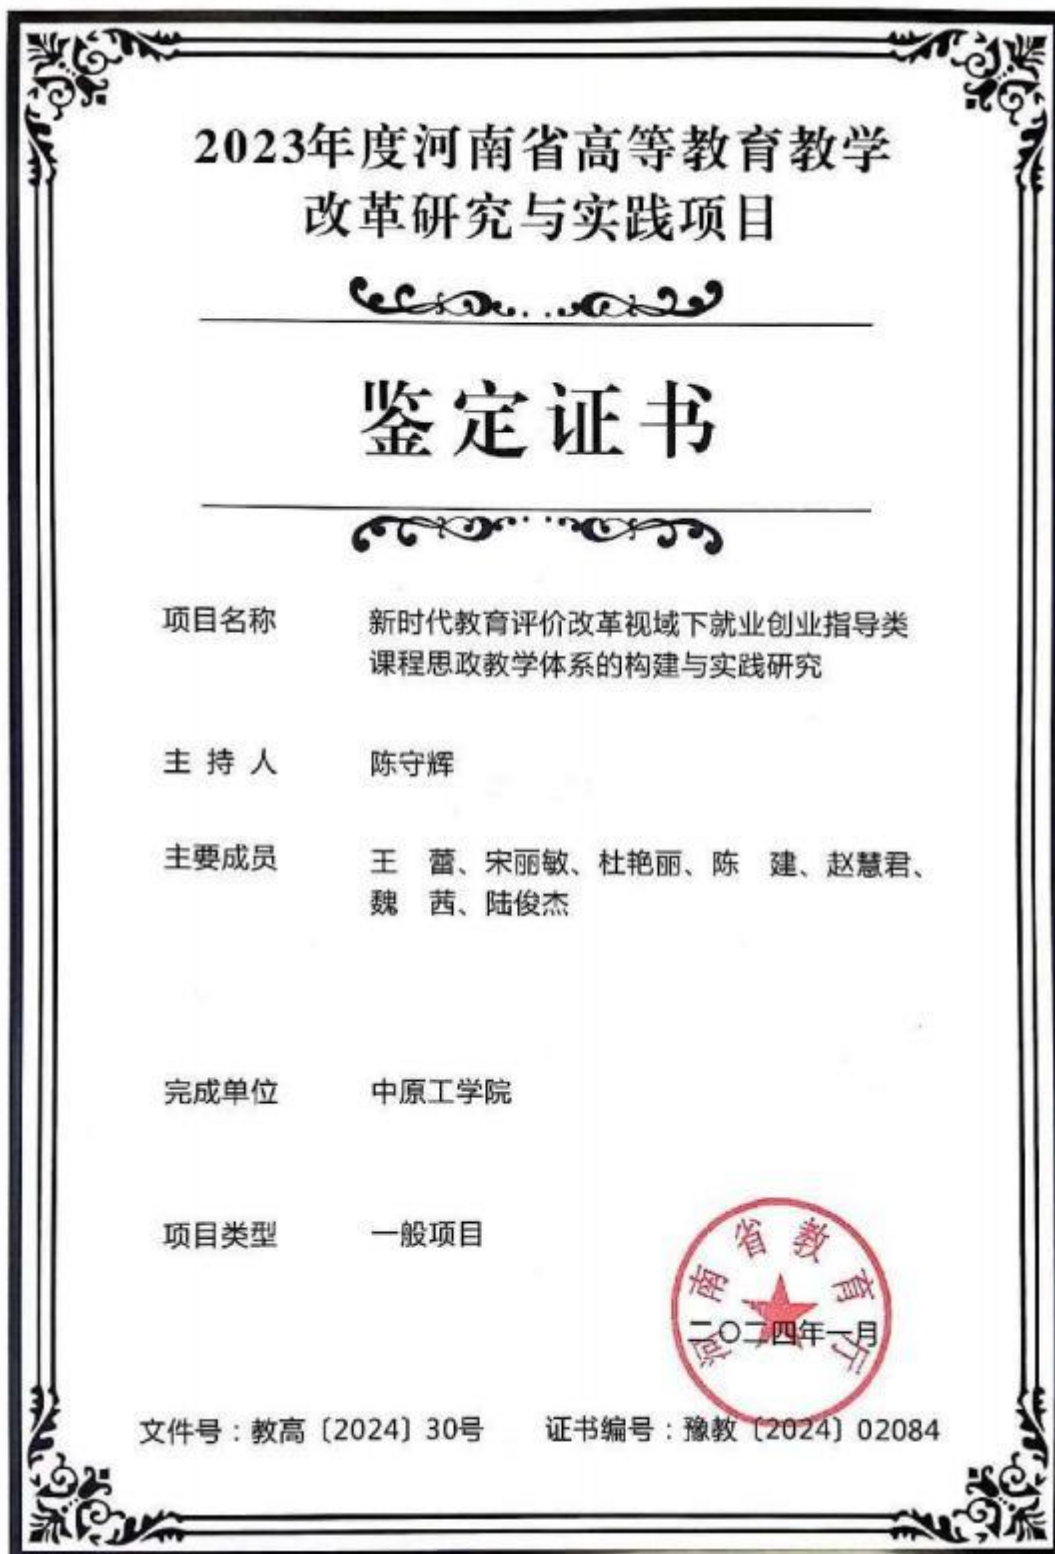 2023年度河南省高等教育教学
改革研究与实践项目
鉴定证书
项目名称 新时代教育评价改革视域下就业创业指导类
课程思政教学体系的构建与实践研究
主 持 人 陈守辉
主要成员 王　蕾、宋丽敏、杜艳丽、陈　建、赵慧君、
魏　茜、陆俊杰
完成单位 中原工学院
项目类型 一般项目
河南省教育厅
二〇二四年一月
文件号：教高〔2024〕30号 证书编号：豫教〔2024〕02084